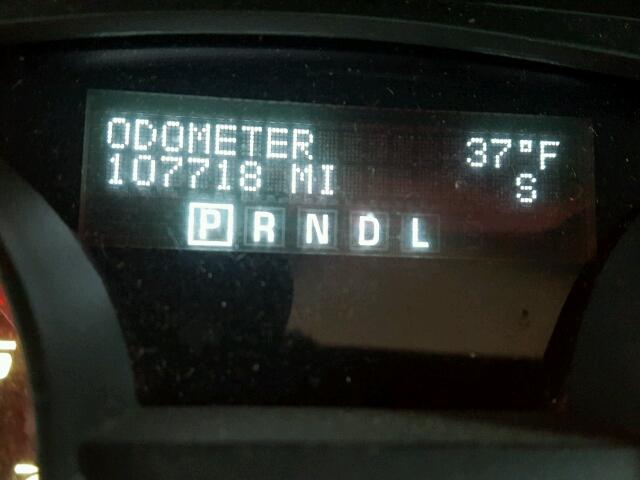 ODOMETER 37°F
107718 MI S
P R N D L